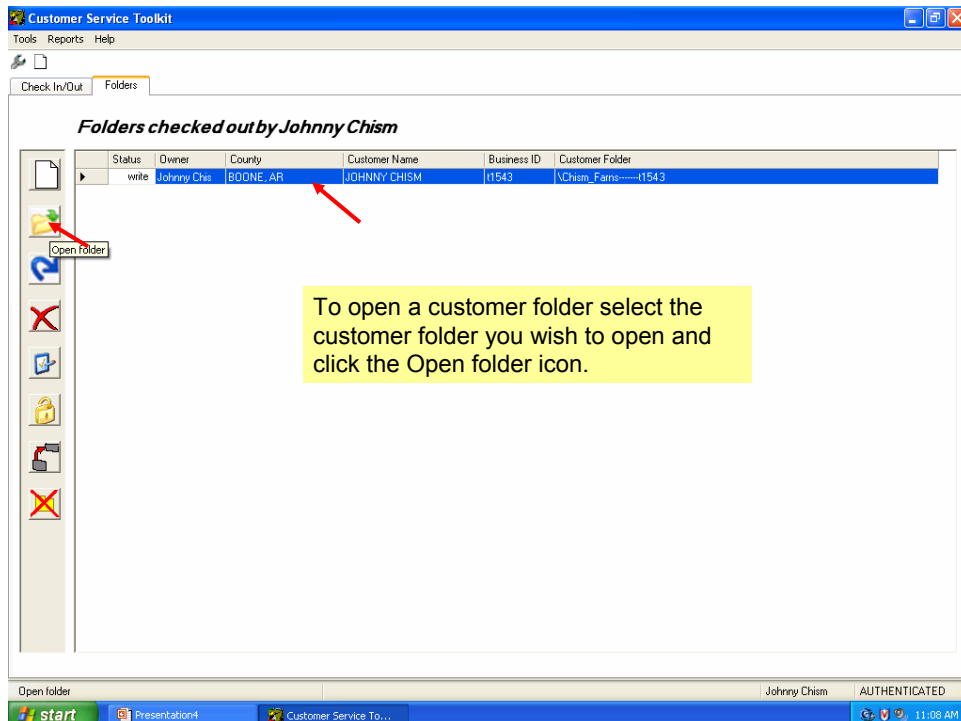 Customer Service Toolkit
Tools Reports Help
Check In/Out Folders
Folders checked out by Johnny Chism
Status Owner County Customer Name Business ID Customer Folder
write Johnny Chis BOONE, AR JOHNNY CHISM t1543 \Chism_Farns-------t1543
Open folder
To open a customer folder select the
customer folder you wish to open and
click the Open folder icon.
Open folder Johnny Chism AUTHENTICATED
start Presentation4 Customer Service To... 11:08 AM